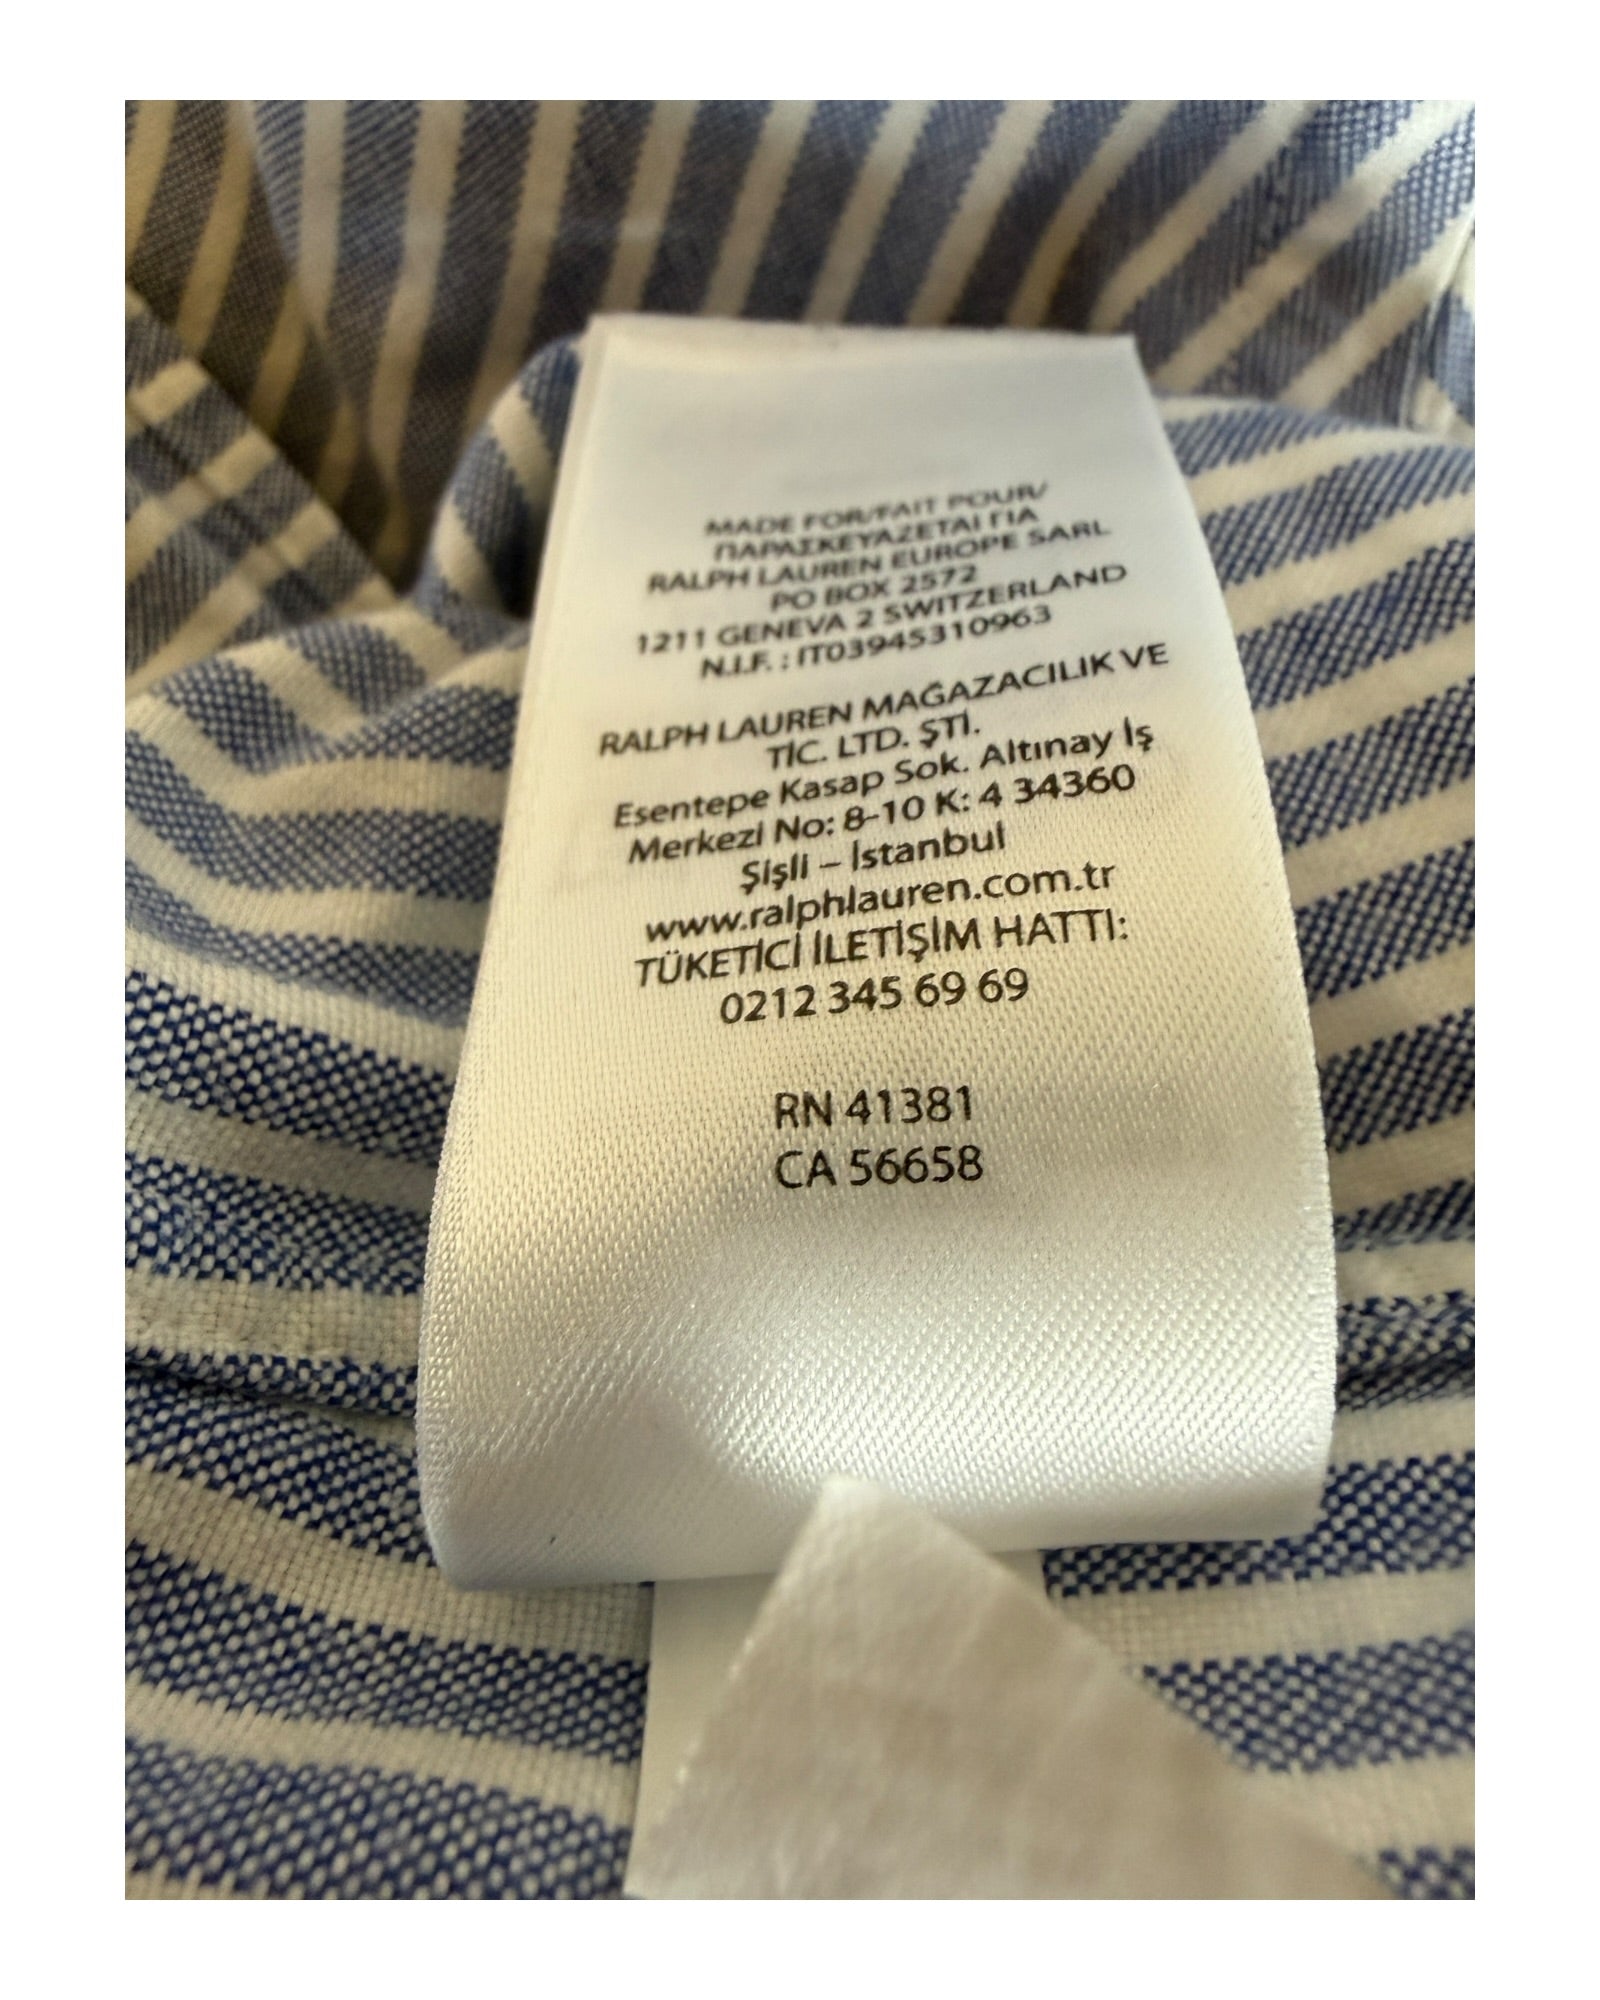 MADE FOR/FAIT POUR/
ΠΑΡΑΣΚΕΥΑΖΕΤΑΙ ΓΙΑ
RALPH LAUREN EUROPE SARL
PO BOX 2572
1211 GENEVA 2 SWITZERLAND
N.I.F. : IT03945310963
RALPH LAUREN MAĞAZACILIK VE
TİC. LTD. ŞTİ.
Esentepe Kasap Sok. Altınay İş
Merkezi No: 8-10 K: 4 34360
Şişli – İstanbul
www.ralphlauren.com.tr
TÜKETİCİ İLETİŞİM HATTI:
0212 345 69 69
RN 41381
CA 56658